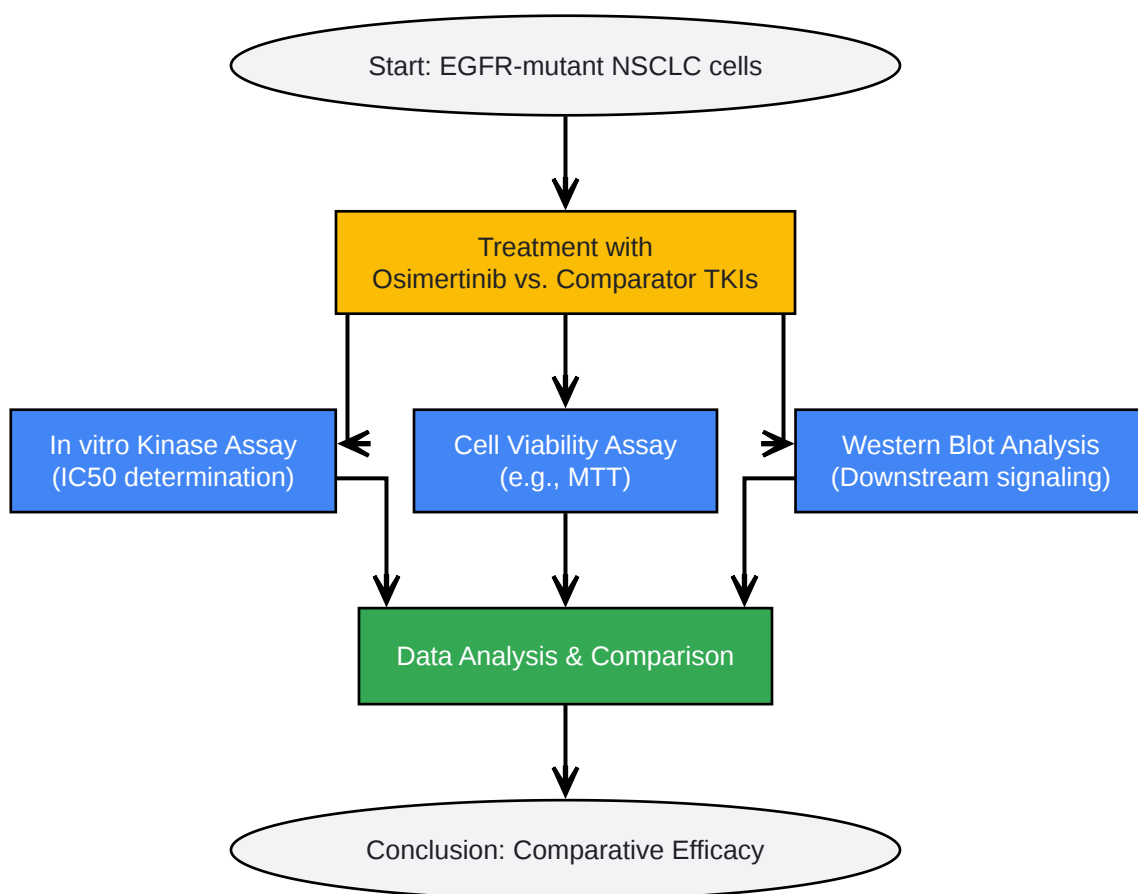 Start: EGFR-mutant NSCLC cells
Treatment with
Osimertinib vs. Comparator TKIs
In vitro Kinase Assay
(IC50 determination)
Cell Viability Assay
(e.g., MTT)
Western Blot Analysis
(Downstream signaling)
Data Analysis & Comparison
Conclusion: Comparative Efficacy